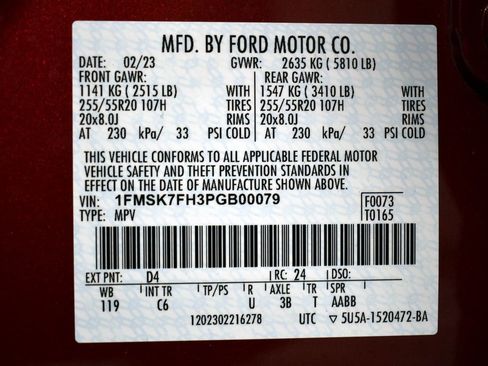 MFD. BY FORD MOTOR CO.
DATE: 02/23 GVWR: 2635 KG ( 5810 LB)
FRONT GAWR: REAR GAWR:
1141 KG ( 2515 LB) WITH 1547 KG ( 3410 LB) WITH
255/55R20 107H TIRES 255/55R20 107H TIRES
20x8.0J RIMS 20x8.0J RIMS
AT 230 kPa/ 33 PSI COLD AT 230 kPa/ 33 PSI COLD
THIS VEHICLE CONFORMS TO ALL APPLICABLE FEDERAL MOTOR
VEHICLE SAFETY AND THEFT PREVENTION STANDARDS IN
EFFECT ON THE DATE OF MANUFACTURE SHOWN ABOVE.
VIN: 1FMSK7FH3PGB00079 F0073
TYPE: MPV T0165
EXT PNT: D4 RC: 24 DSO:
WB INT TR TP/PS R AXLE TR SPR
119 C6 U 3B T AABB
1202302216278 UTC ▽ 5U5A-1520472-BA